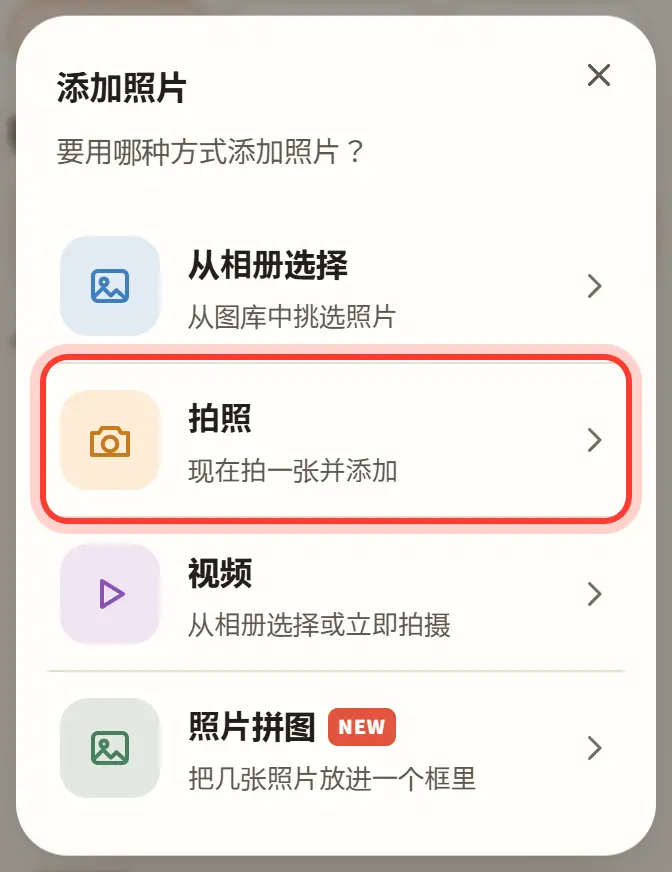 添加照片
要用哪种方式添加照片？
从相册选择
从图库中挑选照片
拍照
现在拍一张并添加
视频
从相册选择或立即拍摄
照片拼图 NEW
把几张照片放进一个框里